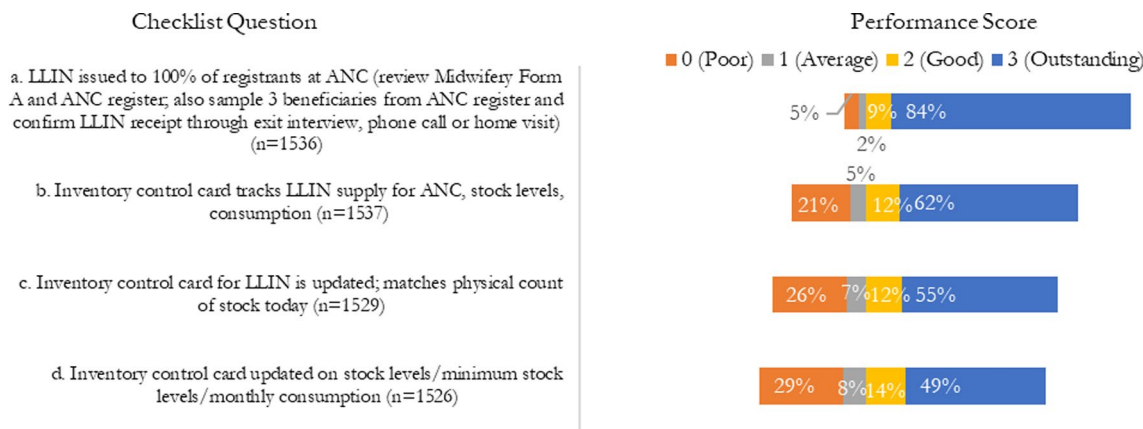 Checklist Question
Performance Score
0 (Poor) 1 (Average) 2 (Good) 3 (Outstanding)
a. LLIN issued to 100% of registrants at ANC (review Midwifery Form
A and ANC register; also sample 3 beneficiaries from ANC register and
confirm LLIN receipt through exit interview, phone call or home visit)
(n=1536)
5% 9% 84%
2%
5%
b. Inventory control card tracks LLIN supply for ANC, stock levels,
consumption (n=1537)
21% 12% 62%
c. Inventory control card for LLIN is updated; matches physical count
of stock today (n=1529)
26% 7% 12% 55%
d. Inventory control card updated on stock levels/minimum stock
levels/monthly consumption (n=1526)
29% 8% 14% 49%